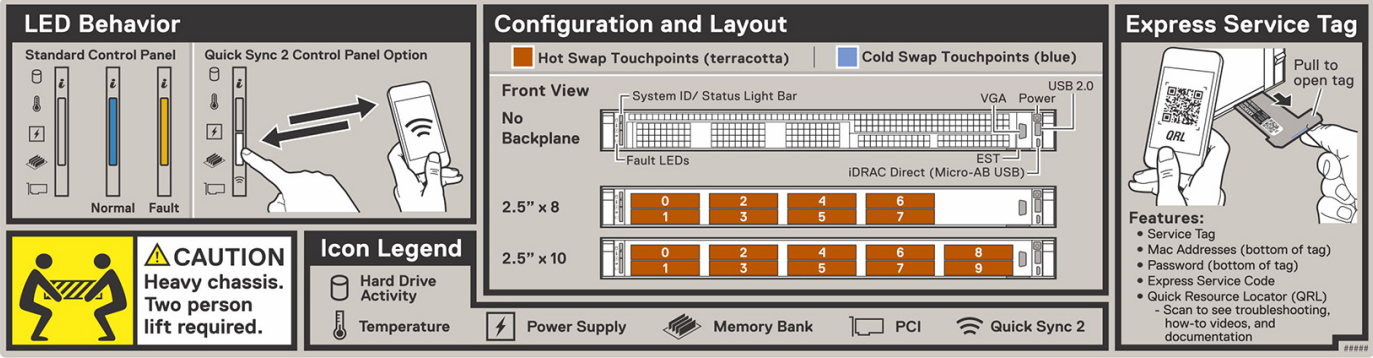 LED Behavior
Standard Control Panel
i
i
i
Normal
Fault
Quick Sync 2 Control Panel Option
i
CAUTION
Heavy chassis.
Two person
lift required.
Icon Legend
Hard Drive
Activity
Temperature
Power Supply
Memory Bank
PCI
Quick Sync 2
Configuration and Layout
Hot Swap Touchpoints (terracotta)
Cold Swap Touchpoints (blue)
Front View
No
Backplane
System ID/ Status Light Bar
Fault LEDs
VGA
Power
USB 2.0
EST
iDRAC Direct (Micro-AB USB)
2.5” x 8
0 2 4 6
1 3 5 7
2.5” x 10
0 2 4 6 8
1 3 5 7 9
Express Service Tag
QRL
Pull to
open tag
Features:
• Service Tag
• Mac Addresses (bottom of tag)
• Password (bottom of tag)
• Express Service Code
• Quick Resource Locator (QRL)
- Scan to see troubleshooting,
how-to videos, and
documentation
#####